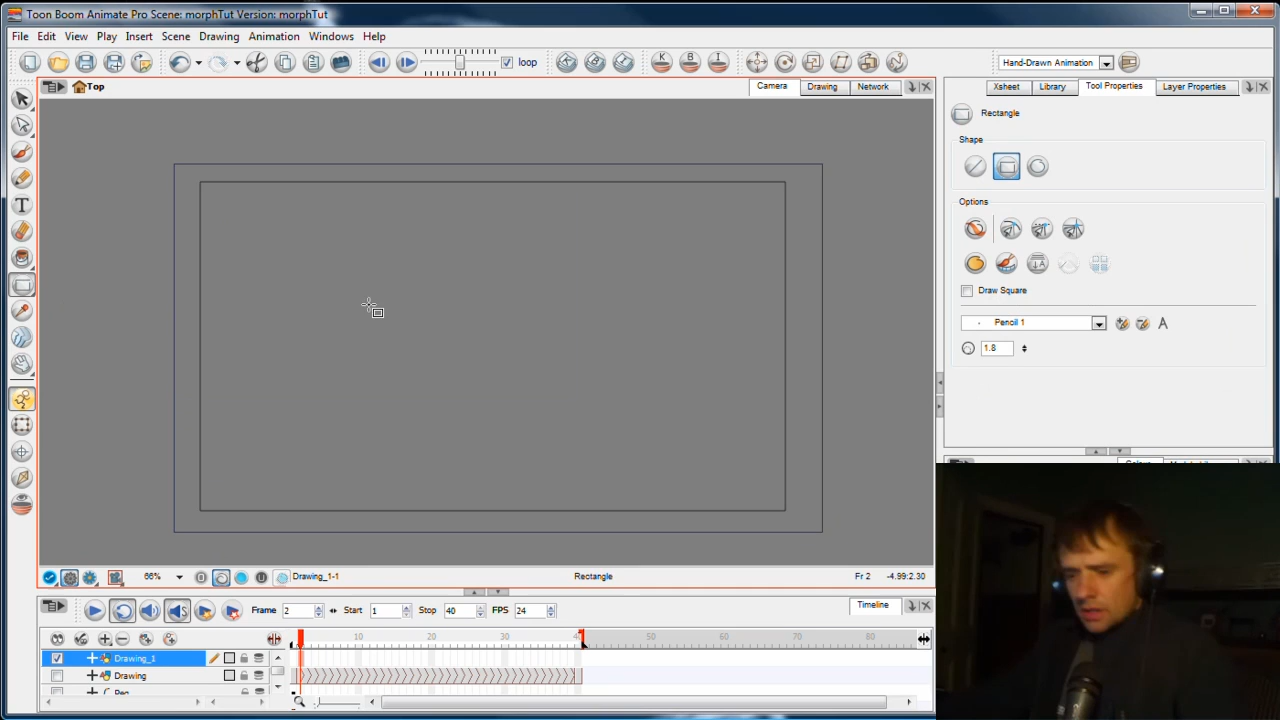 Toon Boom Animate Pro Scene: morphTut Version: morphTut
File Edit View Play Insert Scene Drawing Animation Windows Help
loop
K B I
Hand-Drawn Animation
Top
Camera Drawing Network
Xsheet Library Tool Properties Layer Properties
Rectangle
Shape
Options
Draw Square
Pencil 1
A
1.8
T
66%
Drawing_1-1
Rectangle
Fr 2
-4.99:2.30
Frame 2 Start 1 Stop 40 FPS 24
Timeline
10 20 30 50 60 70 80
Drawing_1
Drawing
Peg